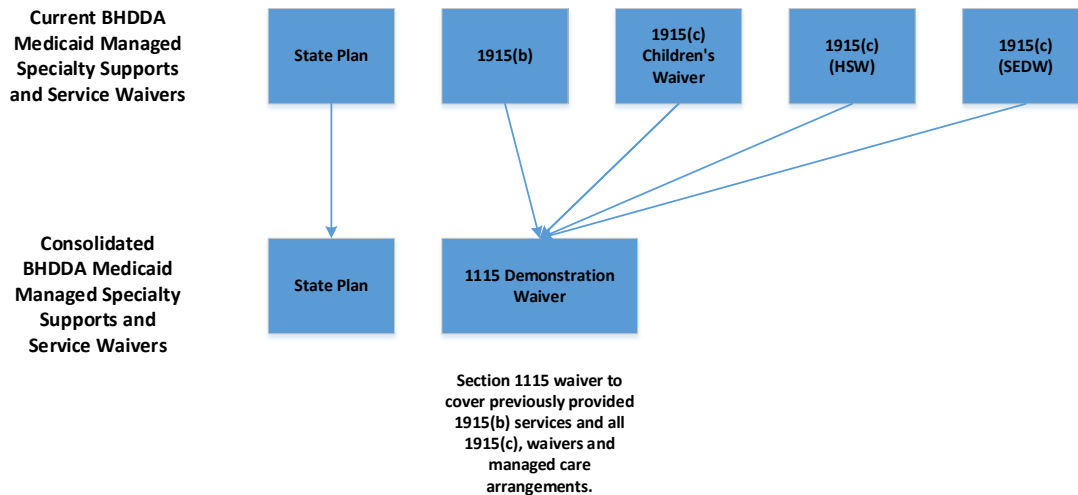 Current BHDDA
Medicaid Managed
Specialty Supports
and Service Waivers
State Plan
1915(b)
1915(c)
Children's
Waiver
1915(c)
(HSW)
1915(c)
(SEDW)
Consolidated
BHDDA Medicaid
Managed Specialty
Supports and
Service Waivers
State Plan
1115 Demonstration
Waiver
Section 1115 waiver to
cover previously provided
1915(b) services and all
1915(c), waivers and
managed care
arrangements.